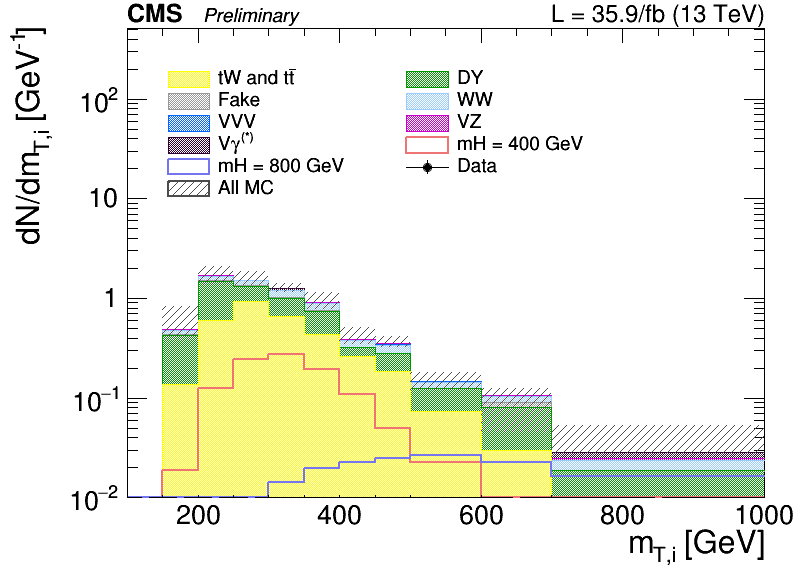 CMS Preliminary L = 35.9/fb (13 TeV)
dN/dm_{T,i} [GeV⁻¹]
tW and tt̄ DY
Fake WW
VVV VZ
Vγ⁽*⁾ mH = 400 GeV
mH = 800 GeV Data
All MC
10²
10
1
10⁻¹
10⁻²
200 400 600 800 1000
m_{T,i} [GeV]